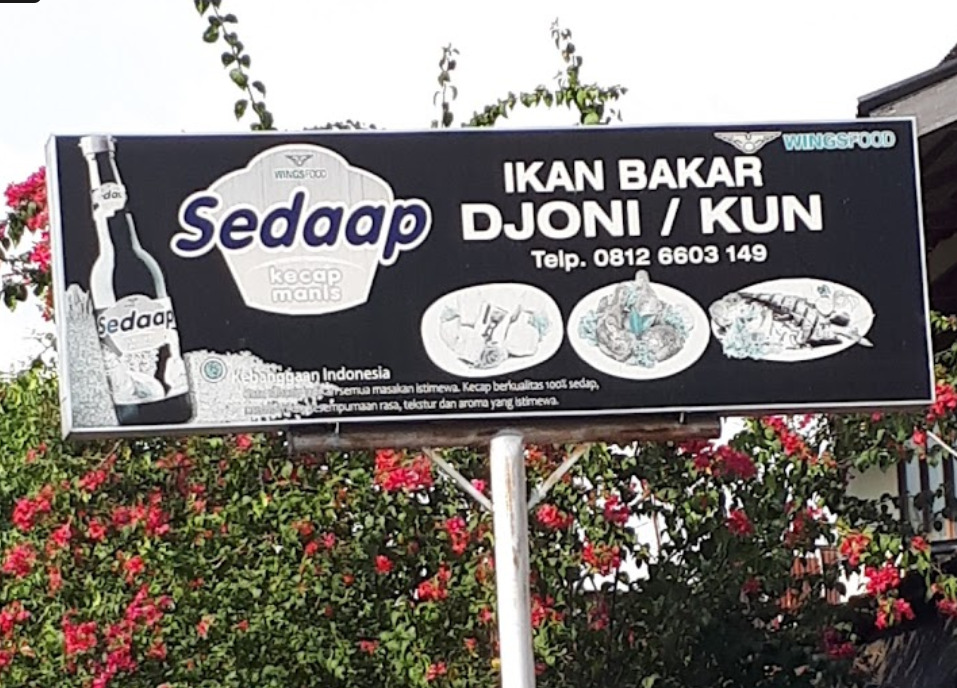 WINGSFOOD
IKAN BAKAR
DJONI / KUN
Telp. 0812 6603 149
WINGSFOOD
Sedaap
kecap
manis
Sedaap
Kebanggaan Indonesia
semua masakan istimewa. Kecap berkualitas 100% sedap,
kesempurnaan rasa, tekstur dan aroma yang istimewa.